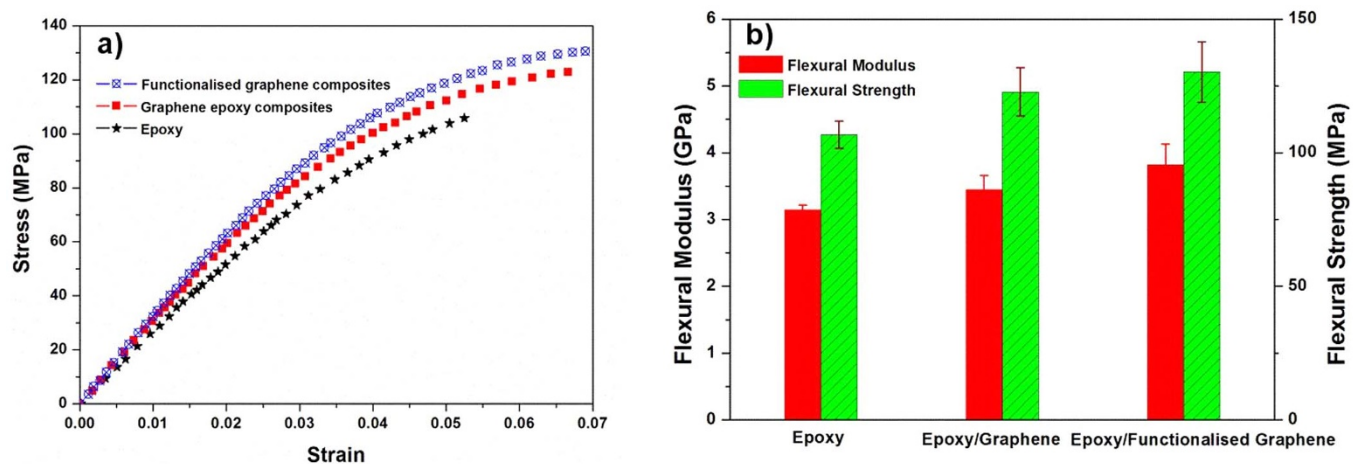 a)
Functionalised graphene composites
Graphene epoxy composites
Epoxy
Stress (MPa)
140
120
100
80
60
40
20
0
0.00 0.01 0.02 0.03 0.04 0.05 0.06 0.07
Strain
b)
Flexural Modulus
Flexural Strength
Flexural Modulus (GPa)
6
5
4
3
2
1
0
Flexural Strength (MPa)
150
100
50
0
Epoxy Epoxy/Graphene Epoxy/Functionalised Graphene